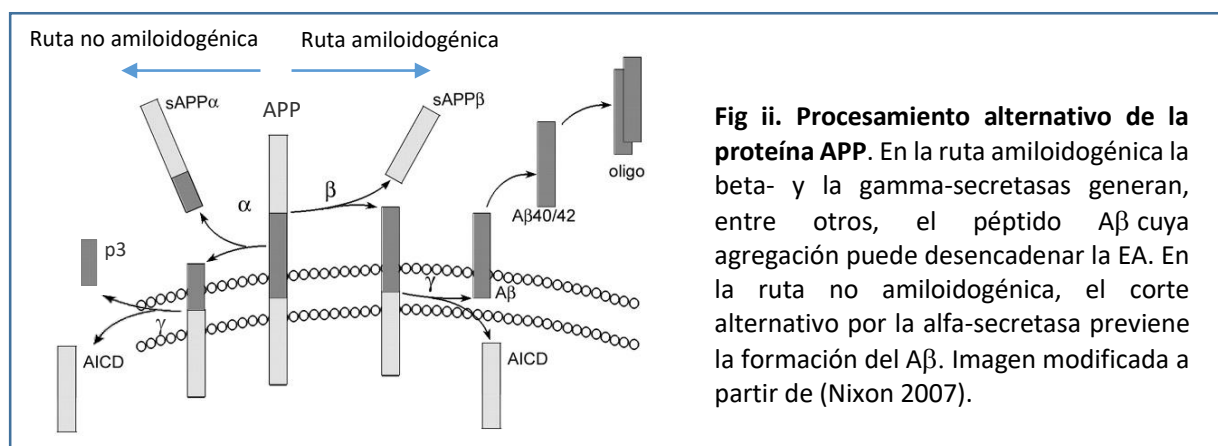 Ruta no amiloidogénica
Ruta amiloidogénica
sAPPα
APP
sAPPβ
oligo
α
β
Aβ40/42
p3
γ
γ
Aβ
AICD
AICD
Fig ii. Procesamiento alternativo de la
proteína APP. En la ruta amiloidogénica la
beta- y la gamma-secretasas generan,
entre otros, el péptido Aβ cuya
agregación puede desencadenar la EA. En
la ruta no amiloidogénica, el corte
alternativo por la alfa-secretasa previene
la formación del Aβ. Imagen modificada a
partir de (Nixon 2007).